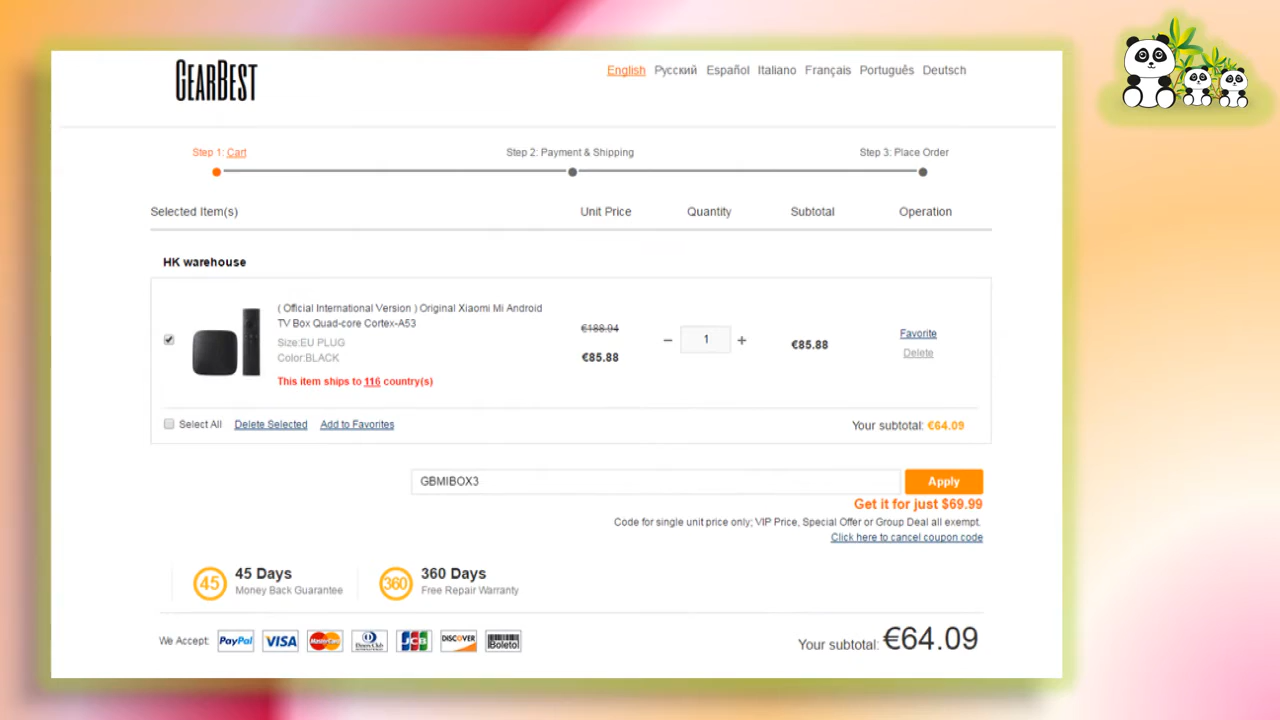 GEARBEST
English Русский Español Italiano Français Português Deutsch
Step 1: Cart Step 2: Payment & Shipping Step 3: Place Order
Selected Item(s) Unit Price Quantity Subtotal Operation
HK warehouse
( Official International Version ) Original Xiaomi Mi Android
TV Box Quad-core Cortex-A53
Size:EU PLUG
Color:BLACK
This item ships to 116 country(s)
€188.94
€85.88
− 1 +
€85.88
Favorite
Delete
Select All Delete Selected Add to Favorites Your subtotal: €64.09
GBMIBOX3 Apply
Get it for just $69.99
Code for single unit price only; VIP Price, Special Offer or Group Deal all exempt.
Click here to cancel coupon code
45 45 Days
Money Back Guarantee
360 360 Days
Free Repair Warranty
We Accept: PayPal VISA MasterCard Diners Club JCB DISCOVER Boleto Your subtotal: €64.09